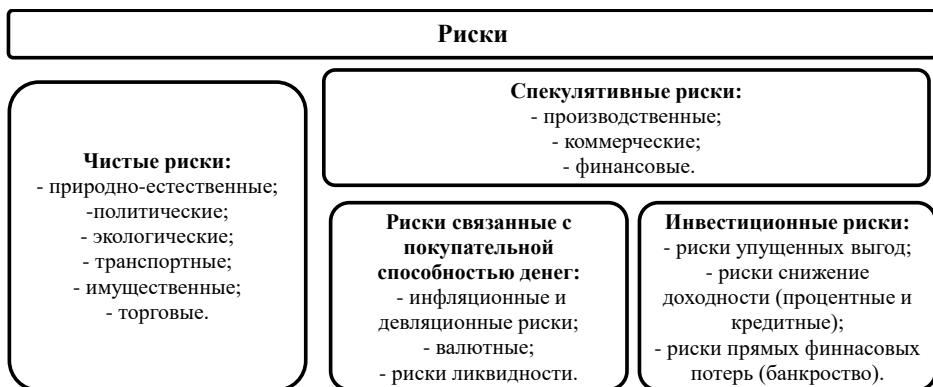 Риски
Чистые риски:
- природно-естественные;
-политические;
- экологические;
- транспортные;
- имущественные;
- торговые.
Спекулятивные риски:
- производственные;
- коммерческие;
- финансовые.
Риски связанные с
покупательной
способностью денег:
- инфляционные и
девляционные риски;
- валютные;
- риски ликвидности.
Инвестиционные риски:
- риски упущенных выгод;
- риски снижение
доходности (процентные и
кредитные);
- риски прямых финнасовых
потерь (банкроство).